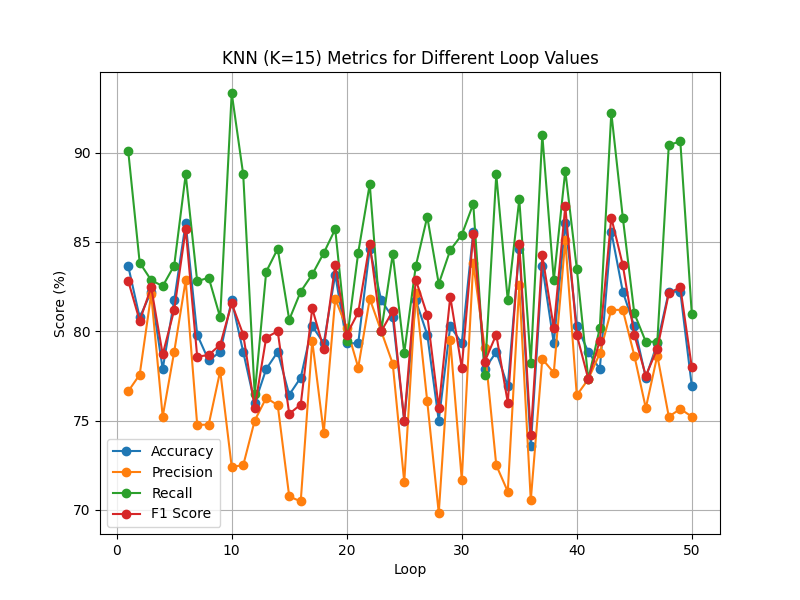 KNN (K=15) Metrics for Different Loop Values
Score (%)
90
85
80
75
70
Accuracy
Precision
Recall
F1 Score
0
10
20
30
40
50
Loop